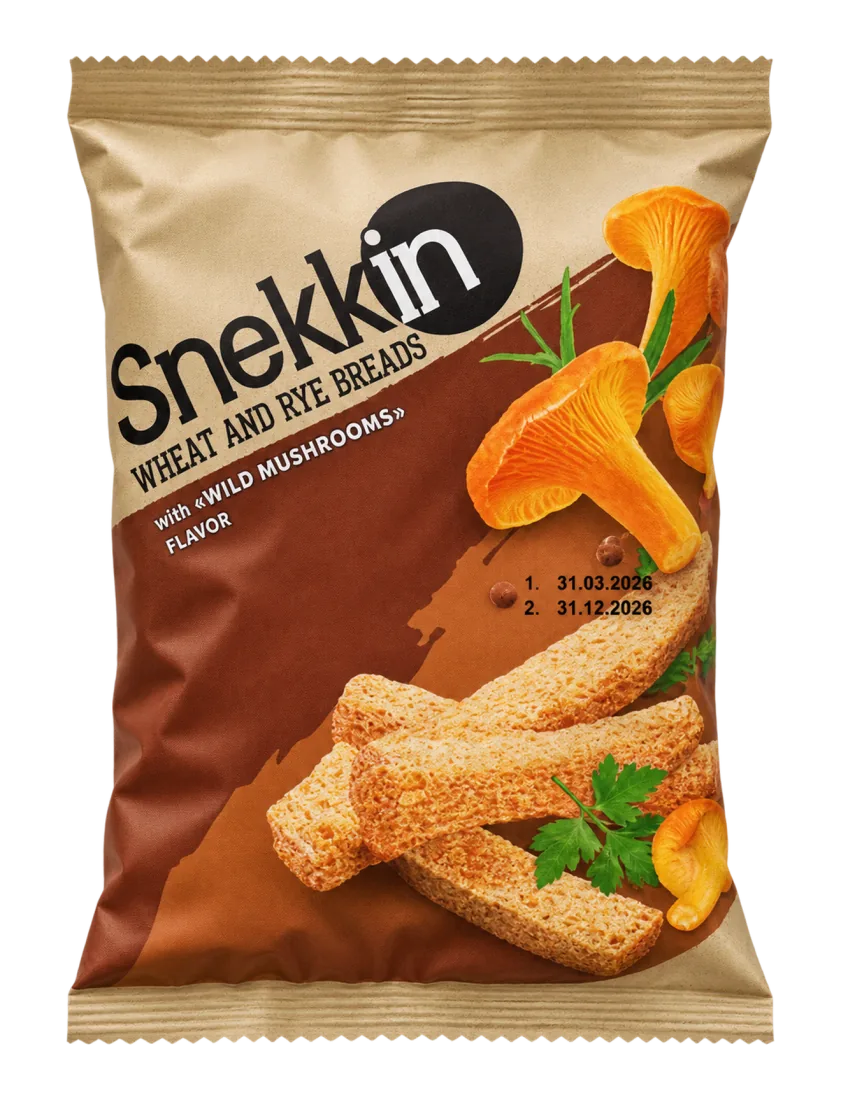 Snekkin
WHEAT AND RYE BREADS
with «WILD MUSHROOMS»
FLAVOR
1. 31.03.2026
2. 31.12.2026